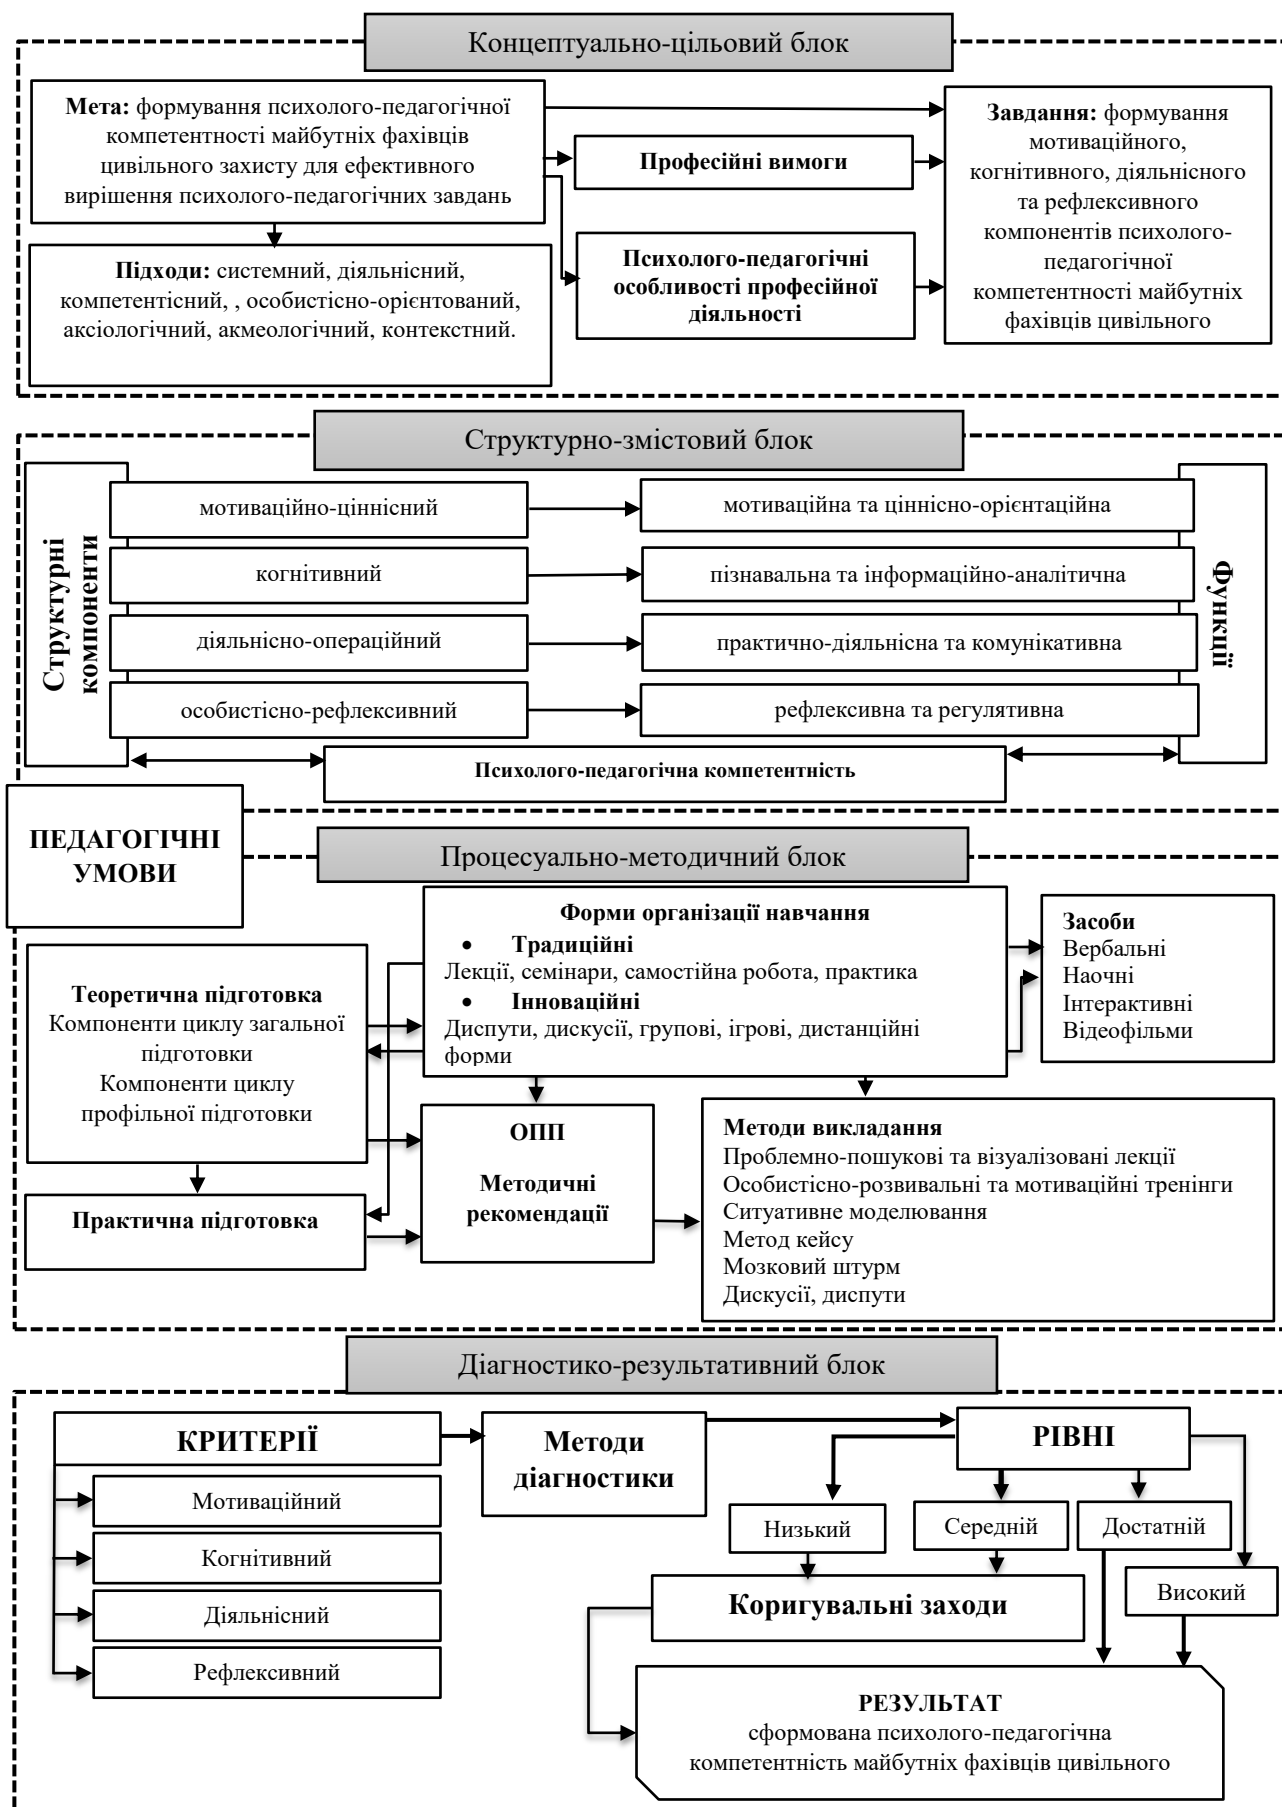 Концептуально-цільовий блок
Мета: формування психолого-педагогічної
компетентності майбутніх фахівців
цивільного захисту для ефективного
вирішення психолого-педагогічних завдань
Професійні вимоги
Завдання: формування
мотиваційного,
когнітивного, діяльнісного
та рефлексивного
компонентів психолого-
педагогічної
компетентності майбутніх
фахівців цивільного
Підходи: системний, діяльнісний,
компетентісний, , особистісно-орієнтований,
аксіологічний, акмеологічний, контекстний.
Психолого-педагогічні
особливості професійної
діяльності
Структурно-змістовий блок
Структурні
компоненти
мотиваційно-ціннісний
мотиваційна та ціннісно-орієнтаційна
когнітивний
пізнавальна та інформаційно-аналітична
діяльнісно-операційний
практично-діяльнісна та комунікативна
особистісно-рефлексивний
рефлексивна та регулятивна
Функції
Психолого-педагогічна компетентність
ПЕДАГОГІЧНІ
УМОВИ
Процесуально-методичний блок
Форми організації навчання
• Традиційні
Лекції, семінари, самостійна робота, практика
• Інноваційні
Диспути, дискусії, групові, ігрові, дистанційні
форми
Засоби
Вербальні
Наочні
Інтерактивні
Відеофільми
Теоретична підготовка
Компоненти циклу загальної
підготовки
Компоненти циклу
профільної підготовки
ОПП
Методичні
рекомендації
Методи викладання
Проблемно-пошукові та візуалізовані лекції
Особистісно-розвивальні та мотиваційні тренінги
Ситуативне моделювання
Метод кейсу
Мозковий штурм
Дискусії, диспути
Практична підготовка
Діагностико-результативний блок
КРИТЕРІЇ
Методи
діагностики
РІВНІ
Мотиваційний
Когнітивний
Діяльнісний
Рефлексивний
Низький
Середній
Достатній
Високий
Коригувальні заходи
РЕЗУЛЬТАТ
сформована психолого-педагогічна
компетентність майбутніх фахівців цивільного